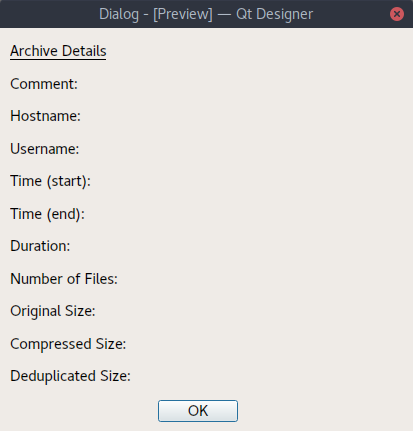 Dialog - [Preview] — Qt Designer
Archive Details
Comment:
Hostname:
Username:
Time (start):
Time (end):
Duration:
Number of Files:
Original Size:
Compressed Size:
Deduplicated Size:
OK